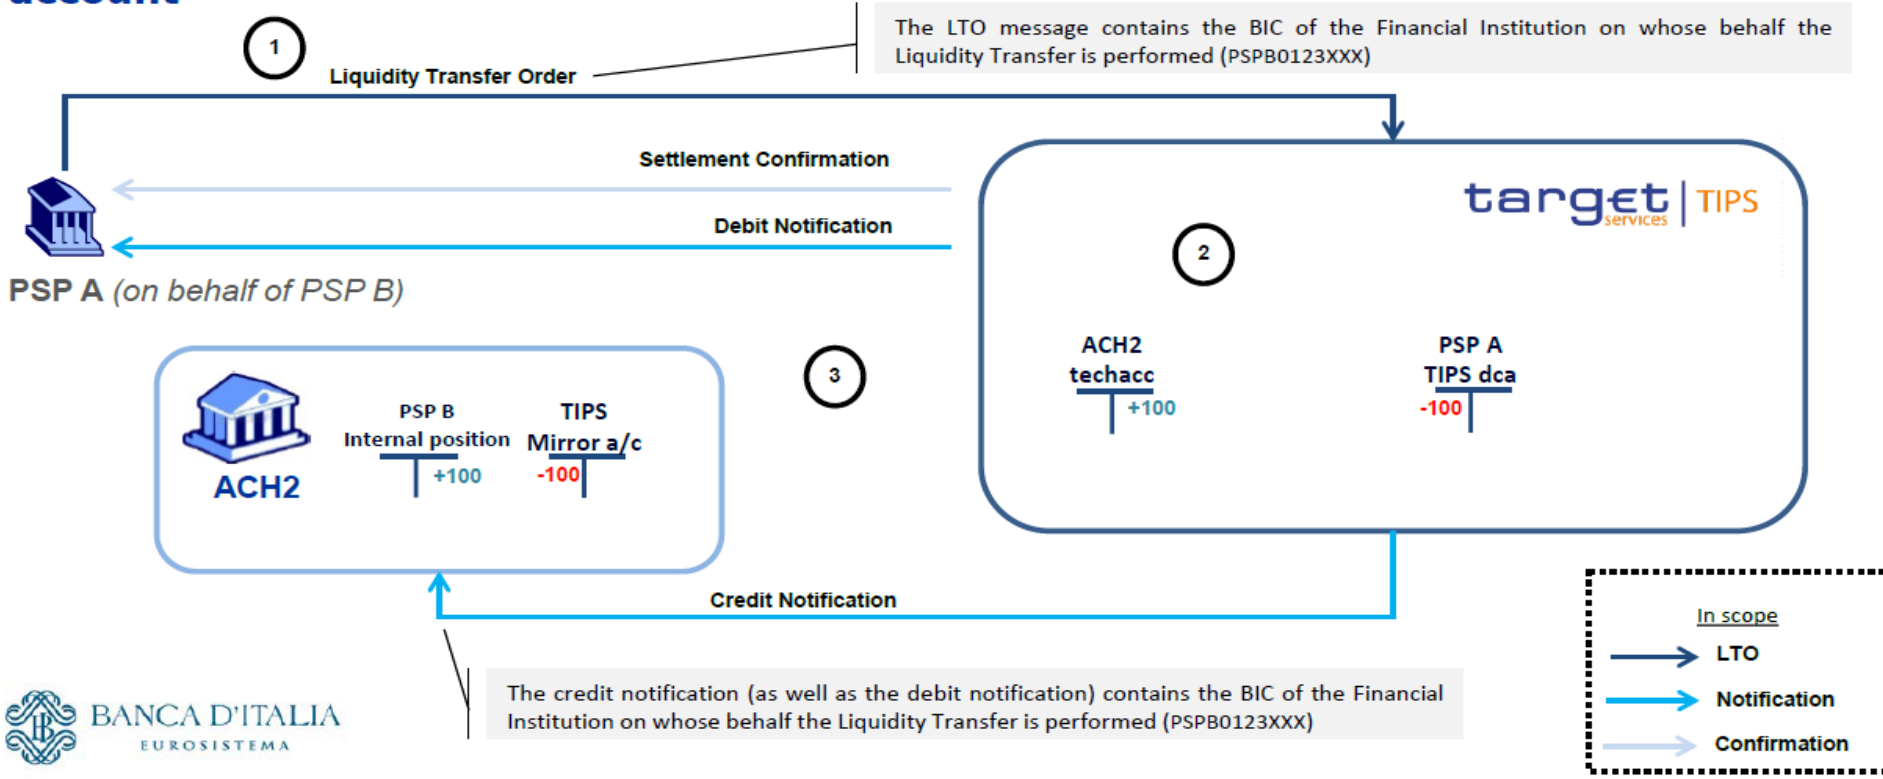 account
1
Liquidity Transfer Order
The LTO message contains the BIC of the Financial Institution on whose behalf the
Liquidity Transfer is performed (PSPB0123XXX)
Settlement Confirmation
Debit Notification
PSP A (on behalf of PSP B)
target | TIPS
services
2
ACH2
techacc
+100
PSP A
TIPS dca
-100
3
ACH2
PSP B
Internal position
+100
TIPS
Mirror a/c
-100
Credit Notification
The credit notification (as well as the debit notification) contains the BIC of the Financial
Institution on whose behalf the Liquidity Transfer is performed (PSPB0123XXX)
BANCA D'ITALIA
EUROSISTEMA
In scope
LTO
Notification
Confirmation